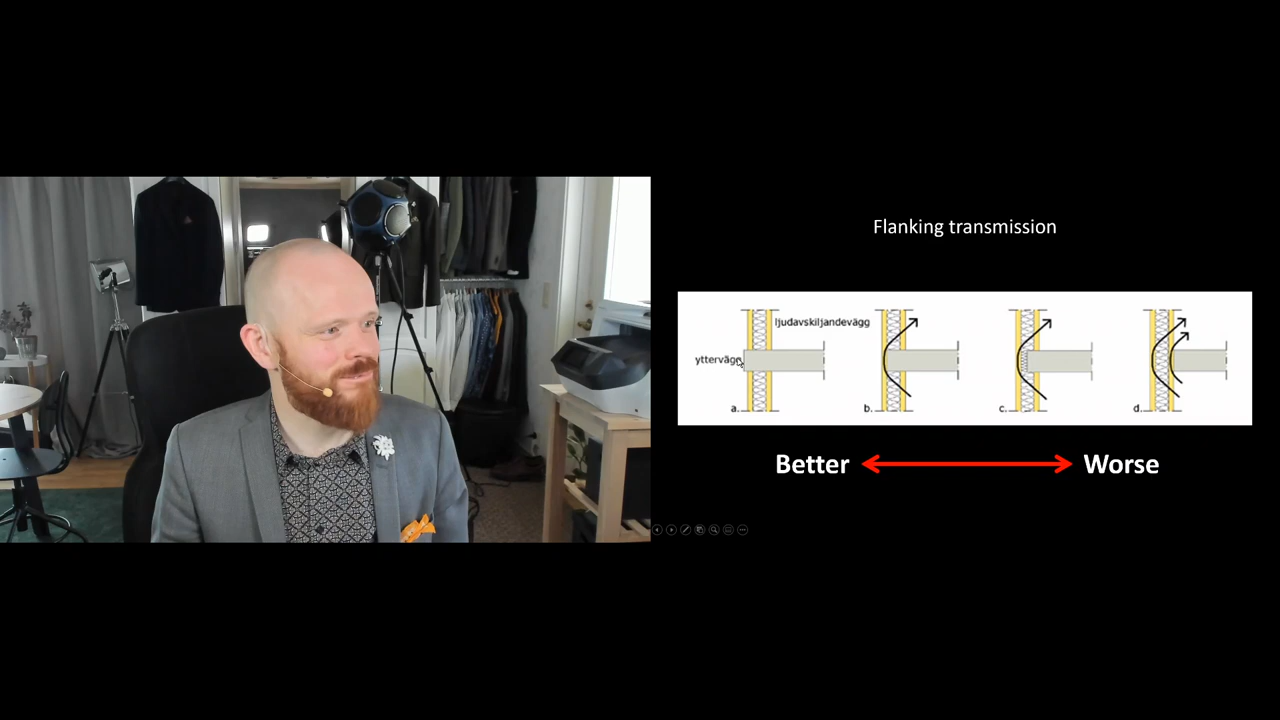 Flanking transmission
ljudavskiljandevägg
yttervägg
a.
b.
c.
d.
Better
Worse